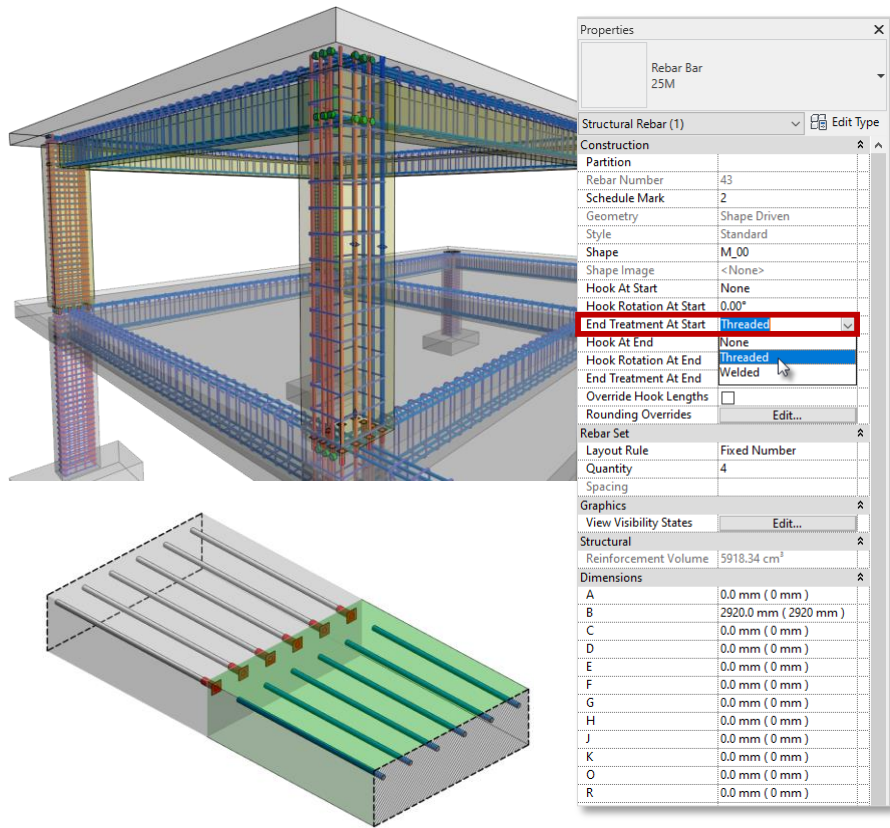 Properties
Rebar Bar
25M
Structural Rebar (1)
Edit Type
Construction
Partition
Rebar Number 43
Schedule Mark 2
Geometry Shape Driven
Style Standard
Shape M_00
Shape Image <None>
Hook At Start None
Hook Rotation At Start 0.00°
End Treatment At Start Threaded
Hook At End None
Hook Rotation At End Threaded
End Treatment At End Welded
Override Hook Lengths
Rounding Overrides Edit...
Rebar Set
Layout Rule Fixed Number
Quantity 4
Spacing
Graphics
View Visibility States Edit...
Structural
Reinforcement Volume 5918.34 cm³
Dimensions
A 0.0 mm ( 0 mm )
B 2920.0 mm ( 2920 mm )
C 0.0 mm ( 0 mm )
D 0.0 mm ( 0 mm )
E 0.0 mm ( 0 mm )
F 0.0 mm ( 0 mm )
G 0.0 mm ( 0 mm )
H 0.0 mm ( 0 mm )
J 0.0 mm ( 0 mm )
K 0.0 mm ( 0 mm )
O 0.0 mm ( 0 mm )
R 0.0 mm ( 0 mm )